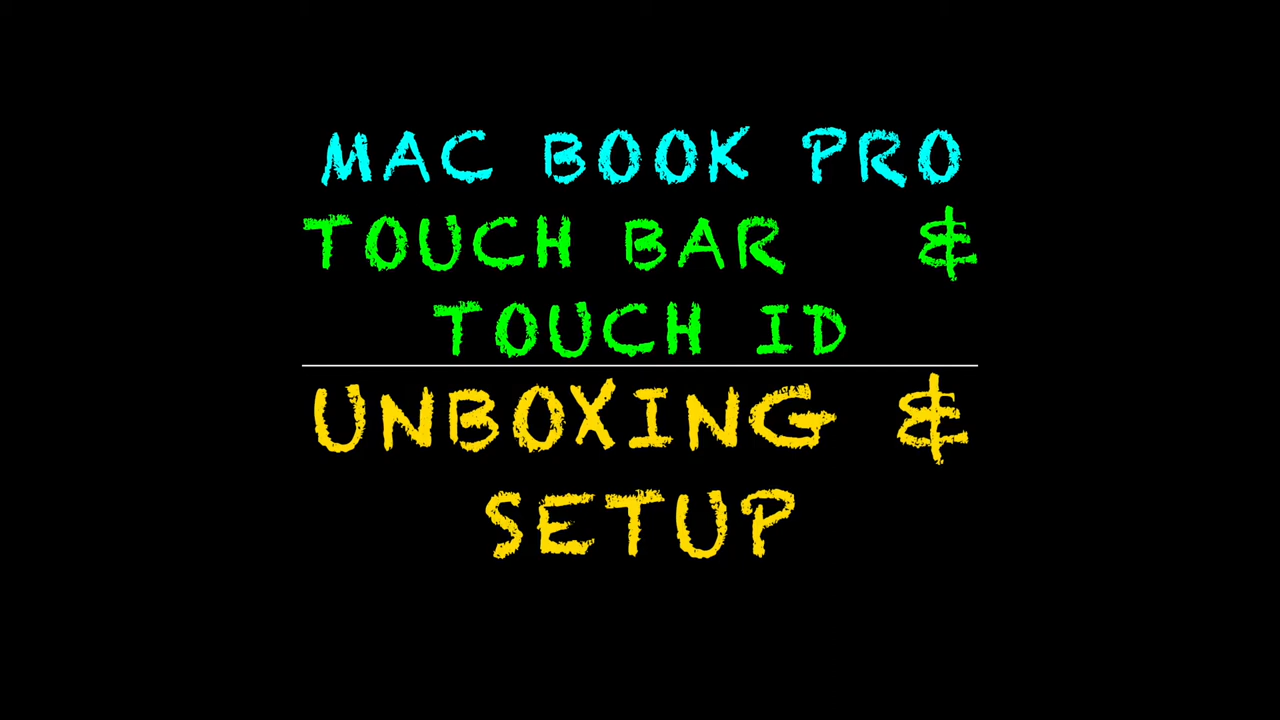 MAC BOOK PRO
TOUCH BAR &
TOUCH ID
UNBOXING &
SETUP